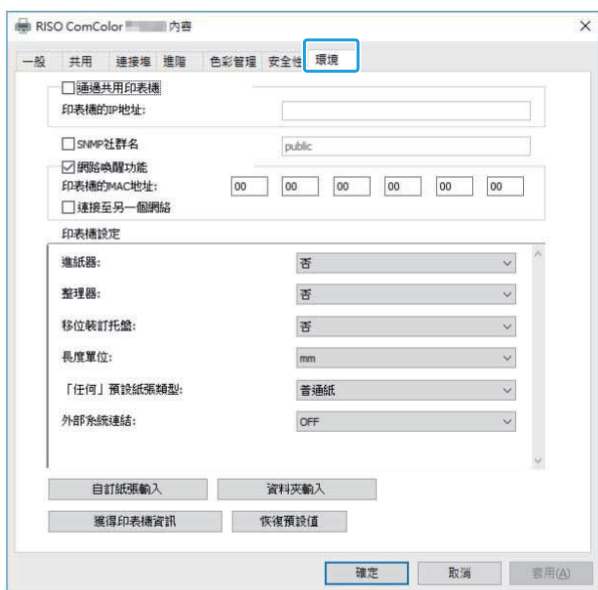 RISO ComColor 內容
一般 共用 連接埠 進階 色彩管理 安全性 環境
通過共用印表機
印表機的IP地址:
SNMP社群名 public
網路喚醒功能
印表機的MAC地址: 00 00 00 00 00 00
連接至另一個網絡
印表機設定
進紙器: 否
整理器: 否
移位裝訂托盤: 否
長度單位: mm
「任何」預設紙張類型: 普通紙
外部系統連結: OFF
自訂紙張輸入 資料夾輸入
獲得印表機資訊 恢復預設值
確定 取消 套用(A)